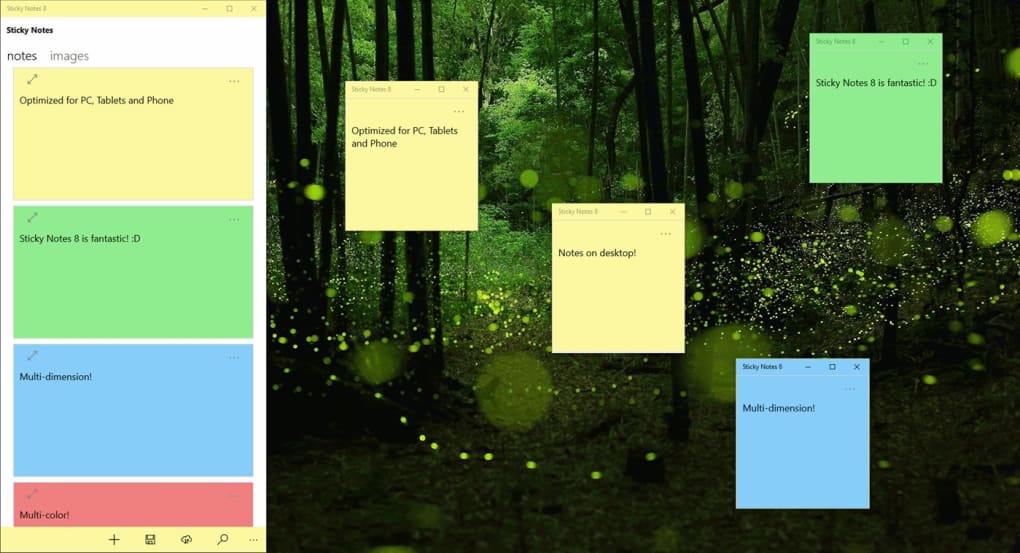 Sticky Notes 8
Sticky Notes
notes images
Optimized for PC, Tablets and Phone
Sticky Notes 8 is fantastic! :D
Multi-dimension!
Multi-color!
Sticky Notes 8
Optimized for PC, Tablets
and Phone
Sticky Notes 8
Notes on desktop!
Sticky Notes 8
Sticky Notes 8 is fantastic! :D
Sticky Notes 8
Multi-dimension!